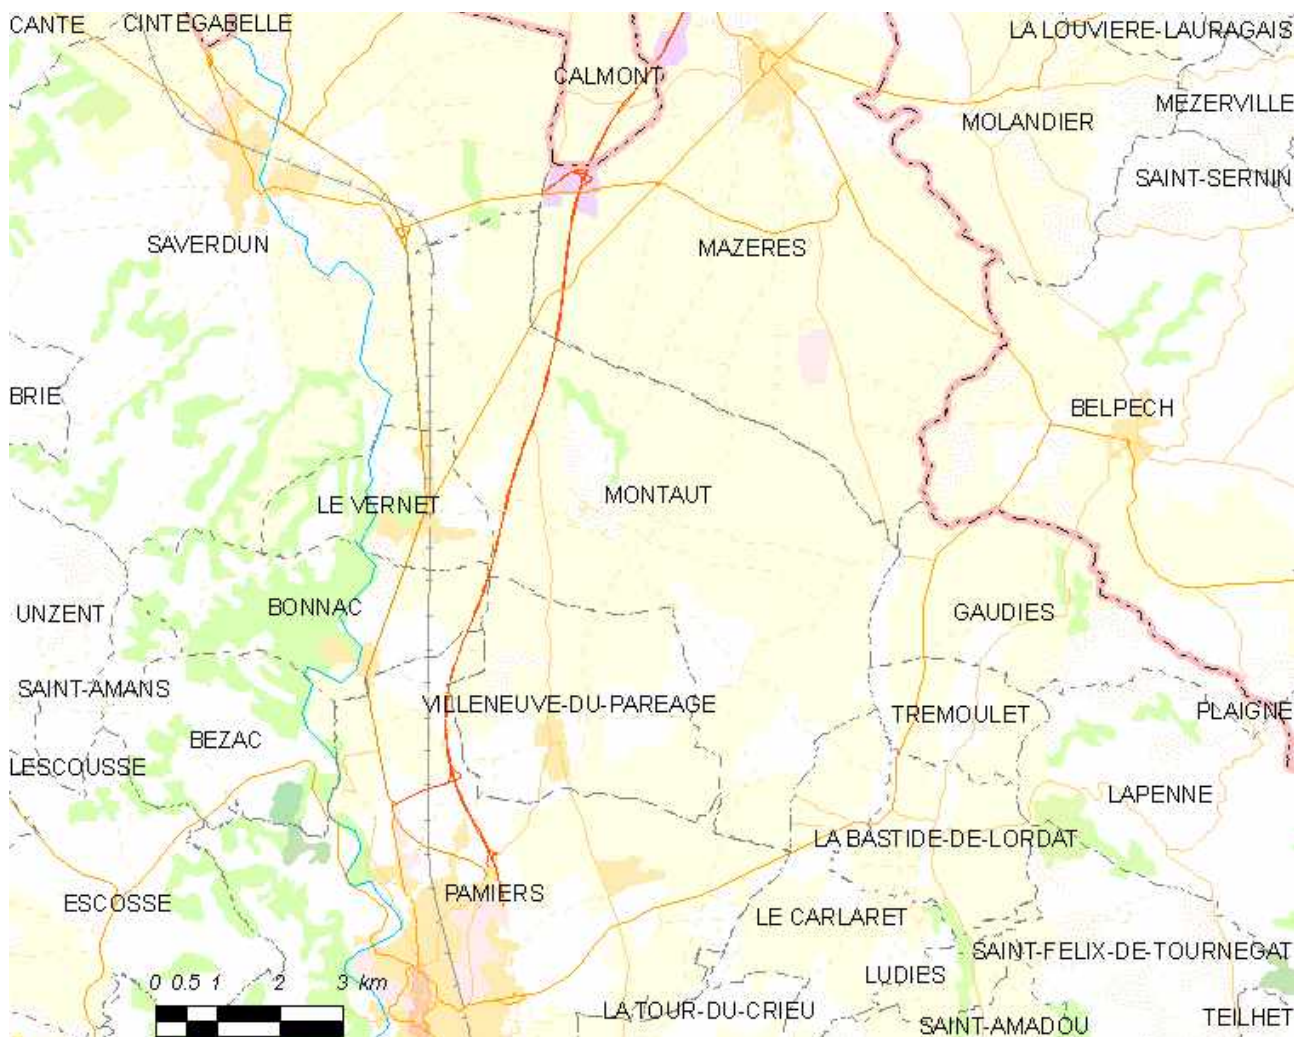 CANTE
CINTEGABELLE
LA LOUVIERE-LAURAGAIS
CALMONT
MEZERVILLE
MOLANDIER
SAINT-SERNIN
SAVERDUN
MAZERES
BRIE
BELPECH
LE VERNET
MONTAUT
UNZENT
BONNAC
GAUDIES
SAINT-AMANS
VILLENEUVE-DU-PAREAGE
TREMOULET
PLAIGNE
BEZAC
LESCOUSSE
LAPENNE
LA BASTIDE-DE-LORDAT
ESCOSSE
PAMIERS
LE CARLARET
SAINT-FELIX-DE-TOURNEGAT
LUDIES
0 0.5 1 2 3 km
LA TOUR-DU-CRIEU
SAINT-AMADOU
TEILHET